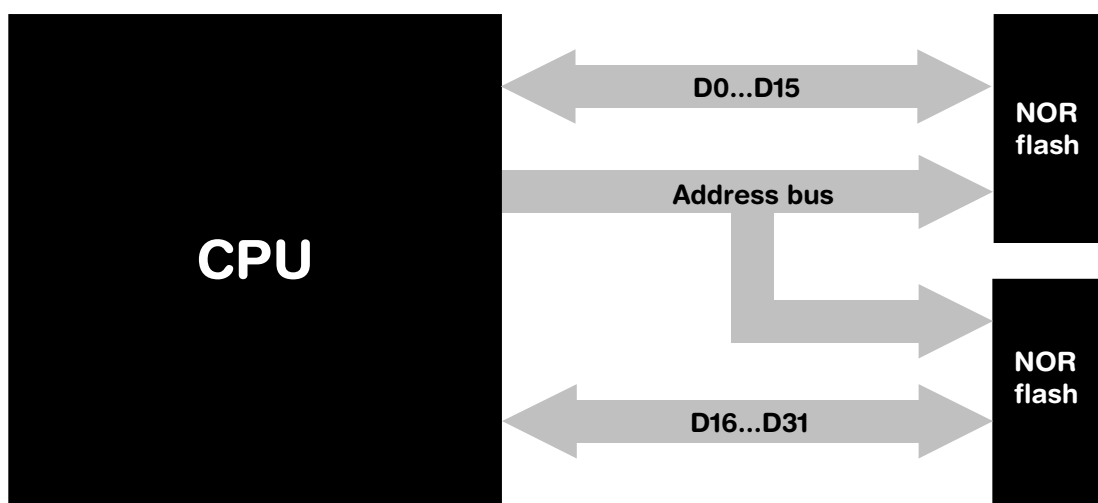 D0...D15
NOR
flash
Address bus
CPU
NOR
flash
D16...D31